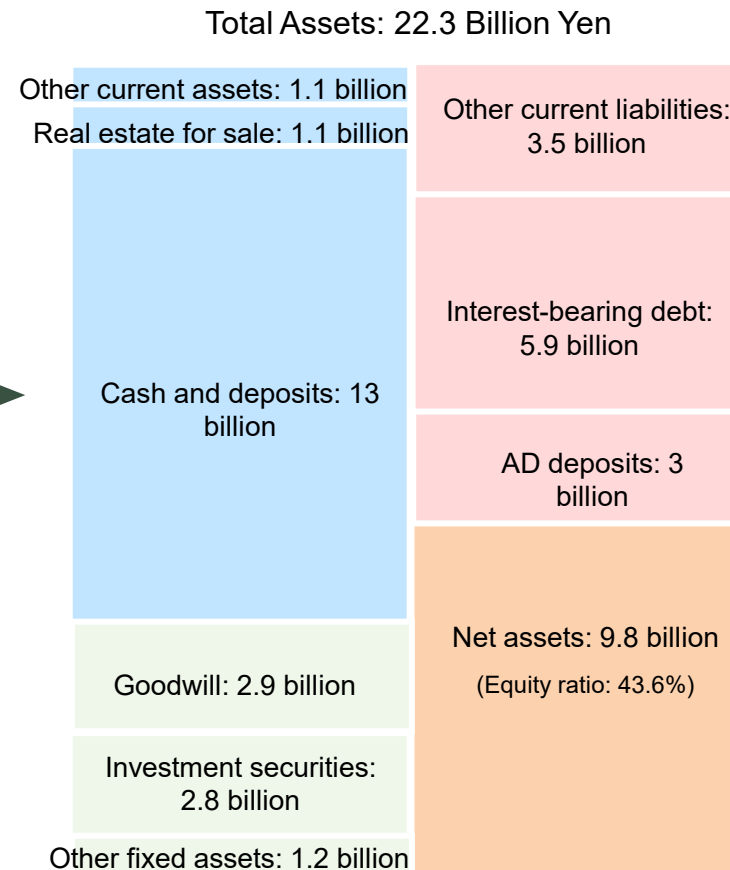 Total Assets: 22.3 Billion Yen
Other current assets: 1.1 billion
Real estate for sale: 1.1 billion
Cash and deposits: 13
billion
Goodwill: 2.9 billion
Investment securities:
2.8 billion
Other fixed assets: 1.2 billion
Other current liabilities:
3.5 billion
Interest-bearing debt:
5.9 billion
AD deposits: 3
billion
Net assets: 9.8 billion
(Equity ratio: 43.6%)